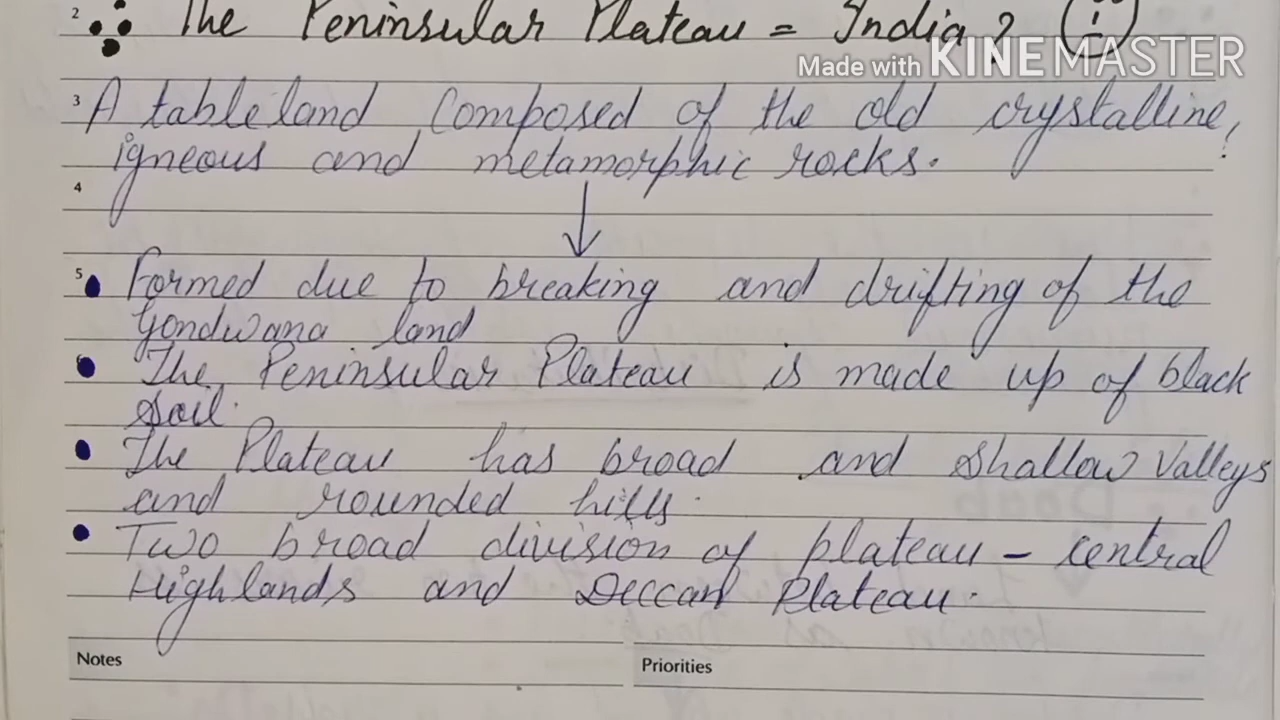 2 ∴ The Peninsular Plateau = India?
Made with KINEMASTER
3 A tableland composed of the old crystalline,
igneous and metamorphic rocks.
4
5 • Formed due to breaking and drifting of the
Gondwana land
6 • The Peninsular Plateau is made up of black
Soil.
• The Plateau has broad and Shallow Valleys
and rounded hills.
• Two broad division of plateau - central
Highlands and Deccan Plateau.
Notes
Priorities